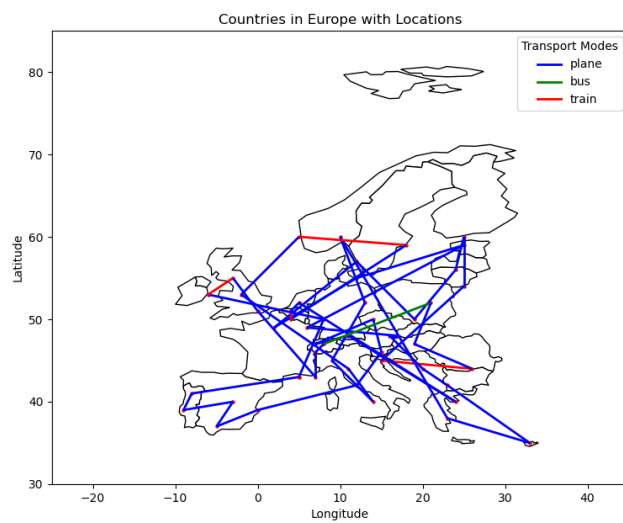 Countries in Europe with Locations
Transport Modes
plane
bus
train
80
70
60
50
40
30
Latitude
−20
−10
0
10
20
30
40
Longitude